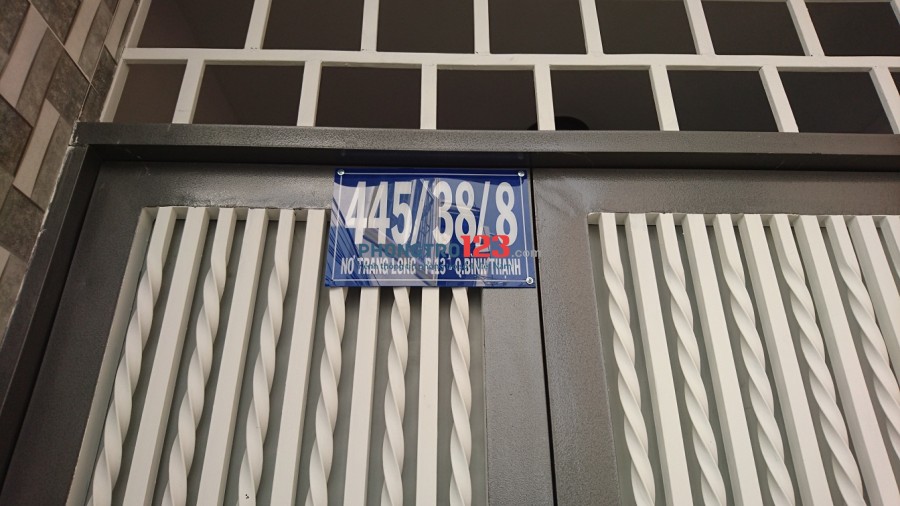 445/38/8
PHONGTRO123.com
NƠ TRANG LONG - P.13 - Q.BÌNH THẠNH